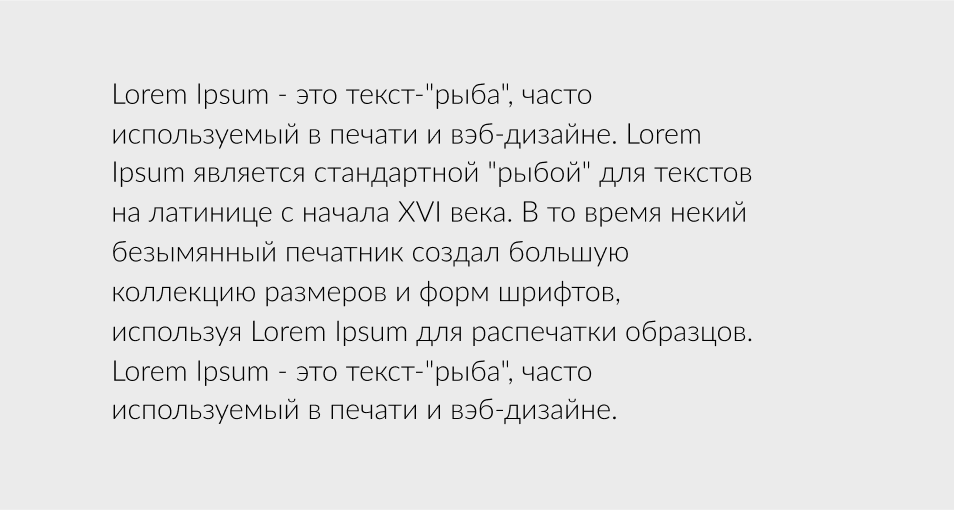 Lorem Ipsum - это текст-"рыба", часто
используемый в печати и вэб-дизайне. Lorem
Ipsum является стандартной "рыбой" для текстов
на латинице с начала XVI века. В то время некий
безымянный печатник создал большую
коллекцию размеров и форм шрифтов,
используя Lorem Ipsum для распечатки образцов.
Lorem Ipsum - это текст-"рыба", часто
используемый в печати и вэб-дизайне.